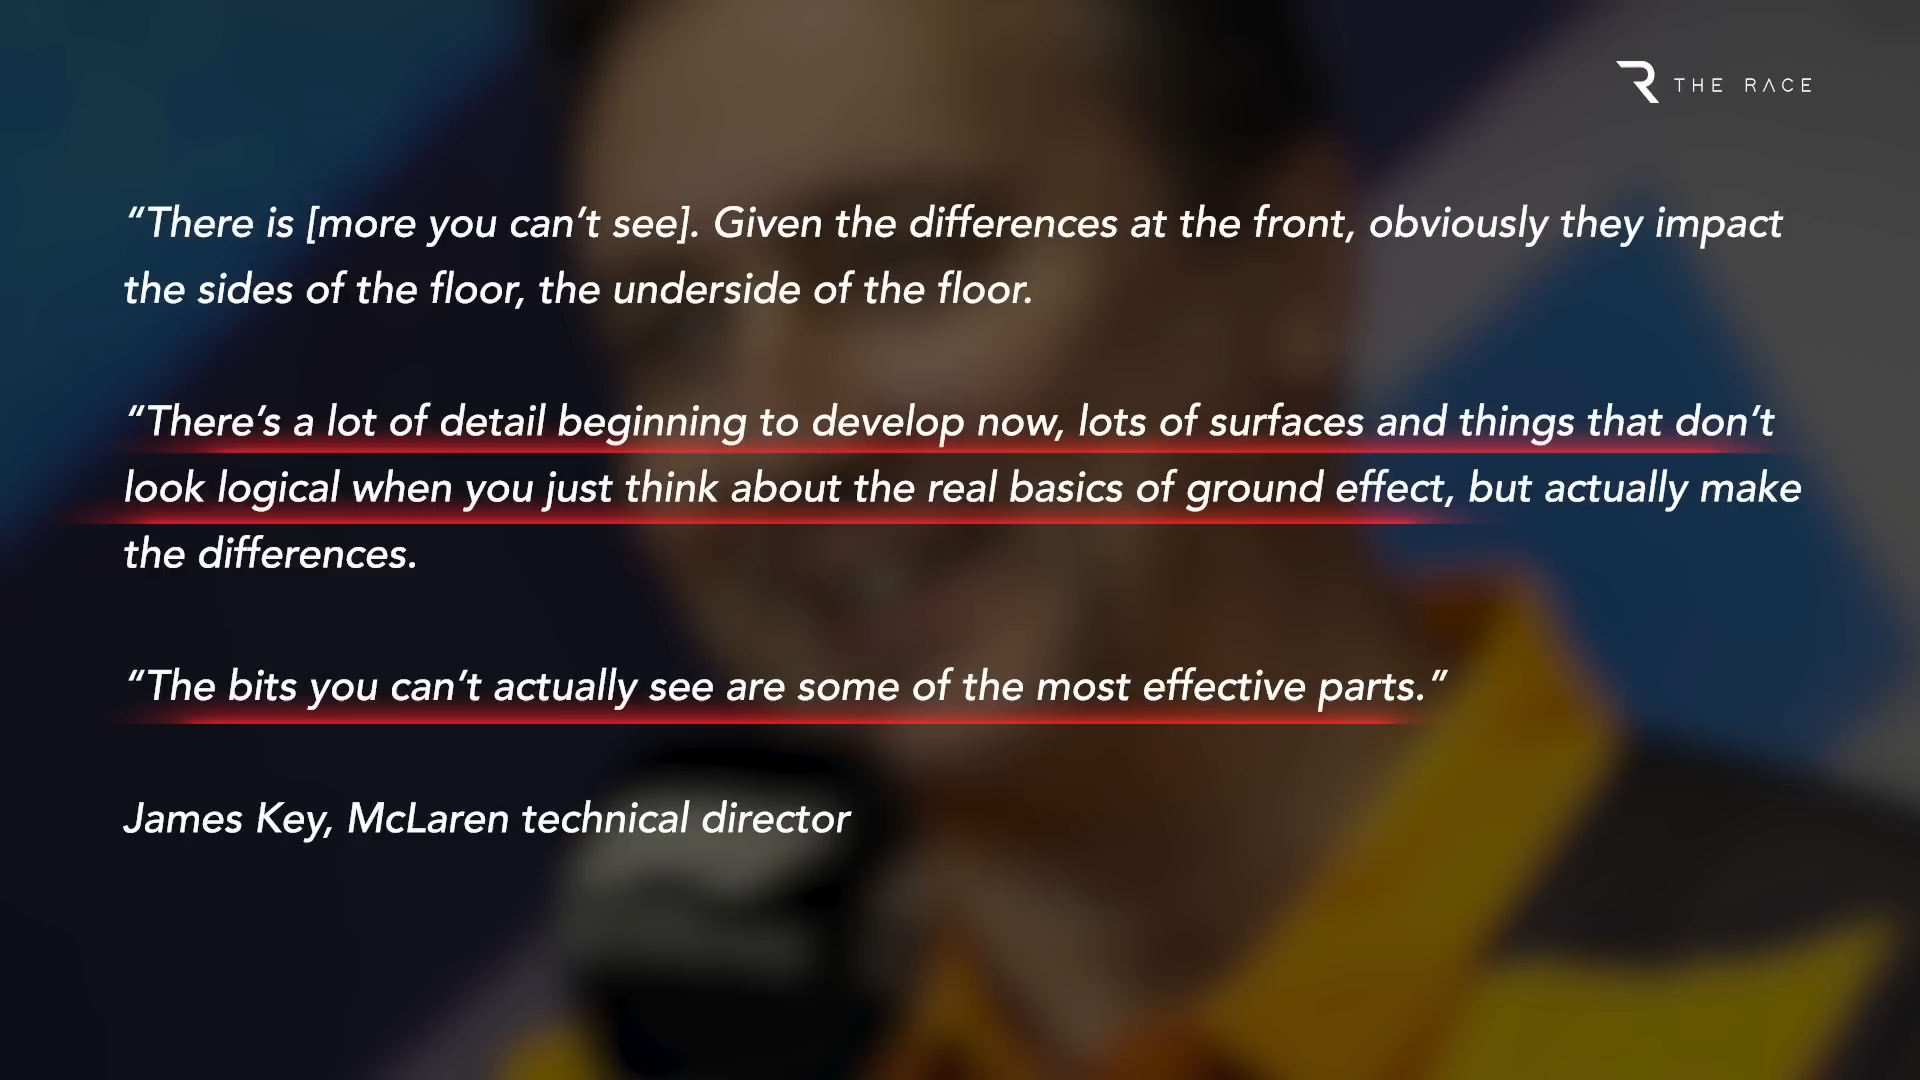 THE RACE
“There is [more you can’t see]. Given the differences at the front, obviously they impact
the sides of the floor, the underside of the floor.
“There’s a lot of detail beginning to develop now, lots of surfaces and things that don’t
look logical when you just think about the real basics of ground effect, but actually make
the differences.
“The bits you can’t actually see are some of the most effective parts.”
James Key, McLaren technical director